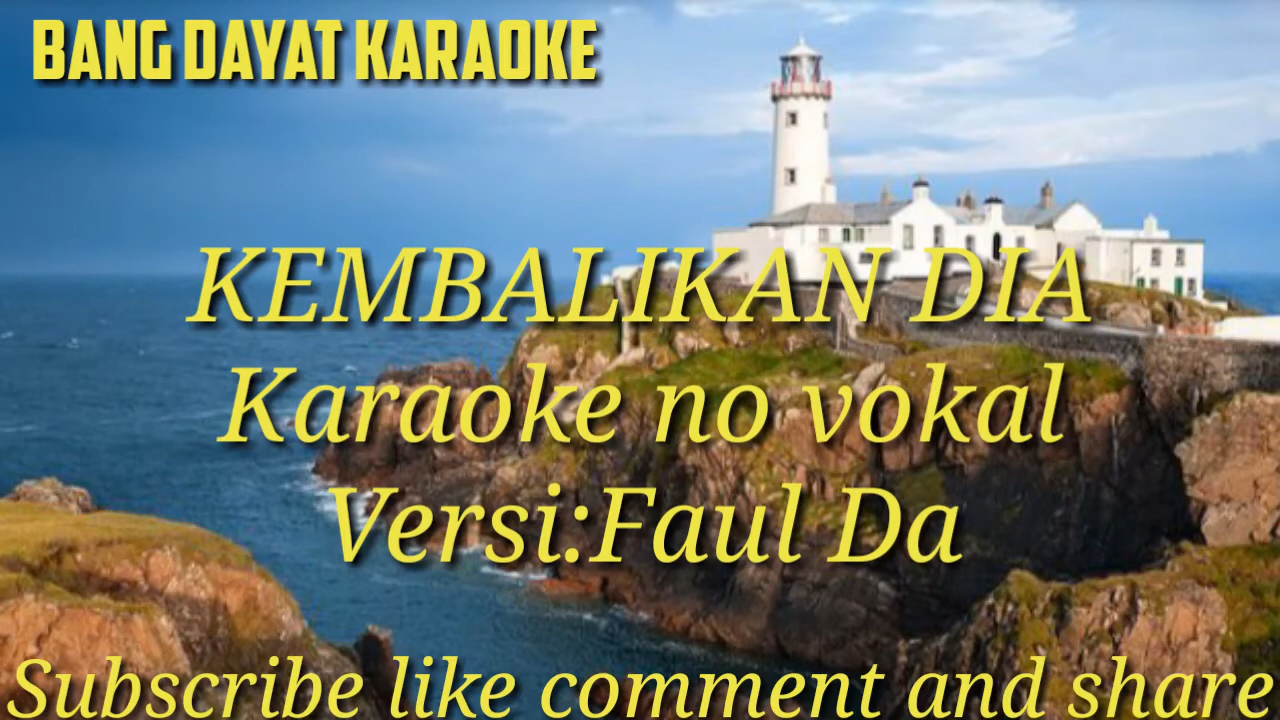 BANG DAYAT KARAOKE
KEMBALIKAN DIA
Karaoke no vokal
Versi:Faul Da
Subscribe like comment and share